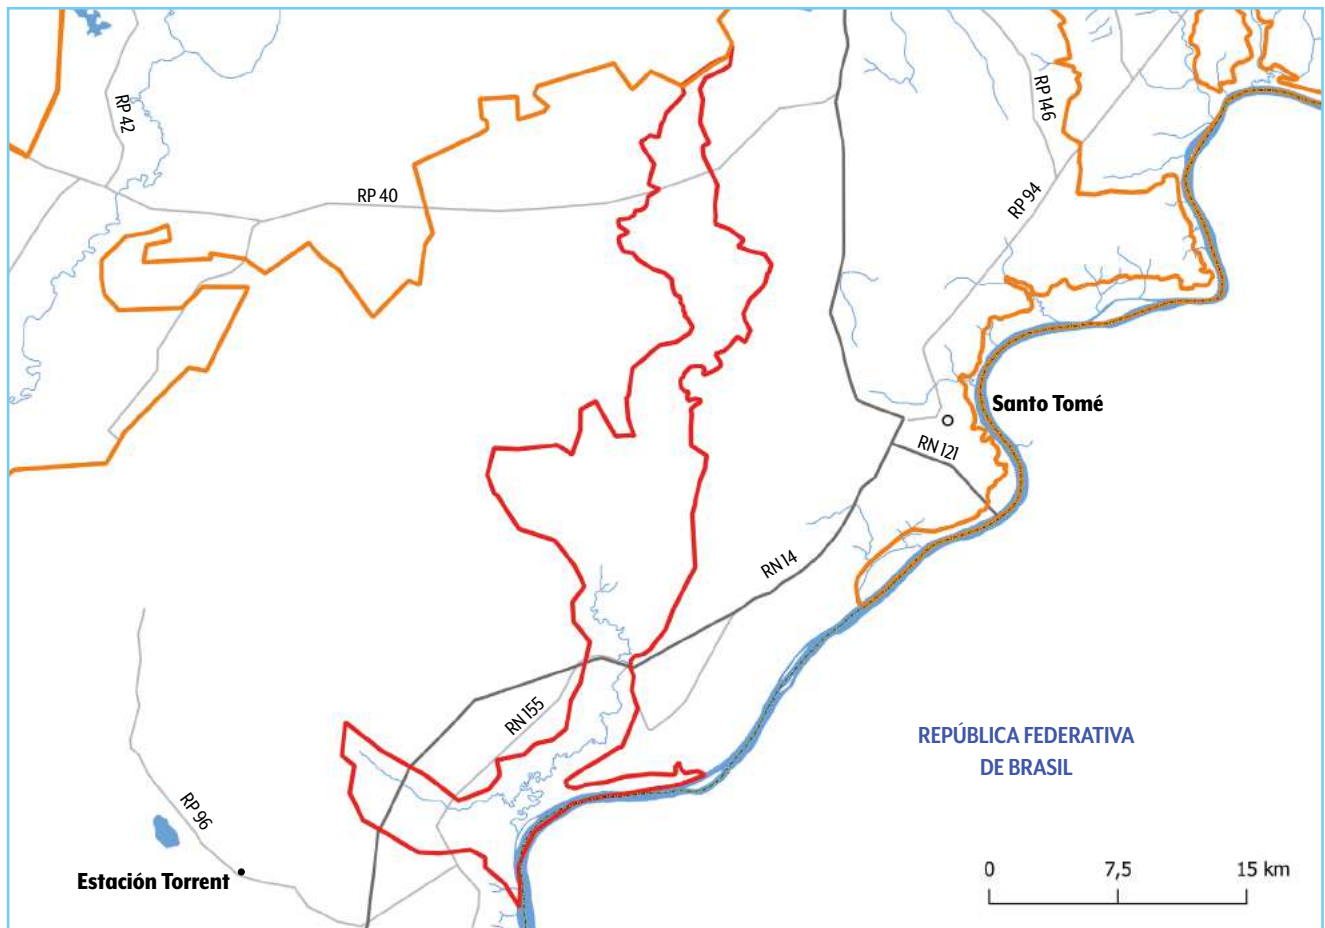 RP 42
RP 146
RP 40
RP 94
Santo Tomé
RN 121
RN 14
RN 155
REPÚBLICA FEDERATIVA
DE BRASIL
RP 96
Estación Torrent
0 7,5 15 km